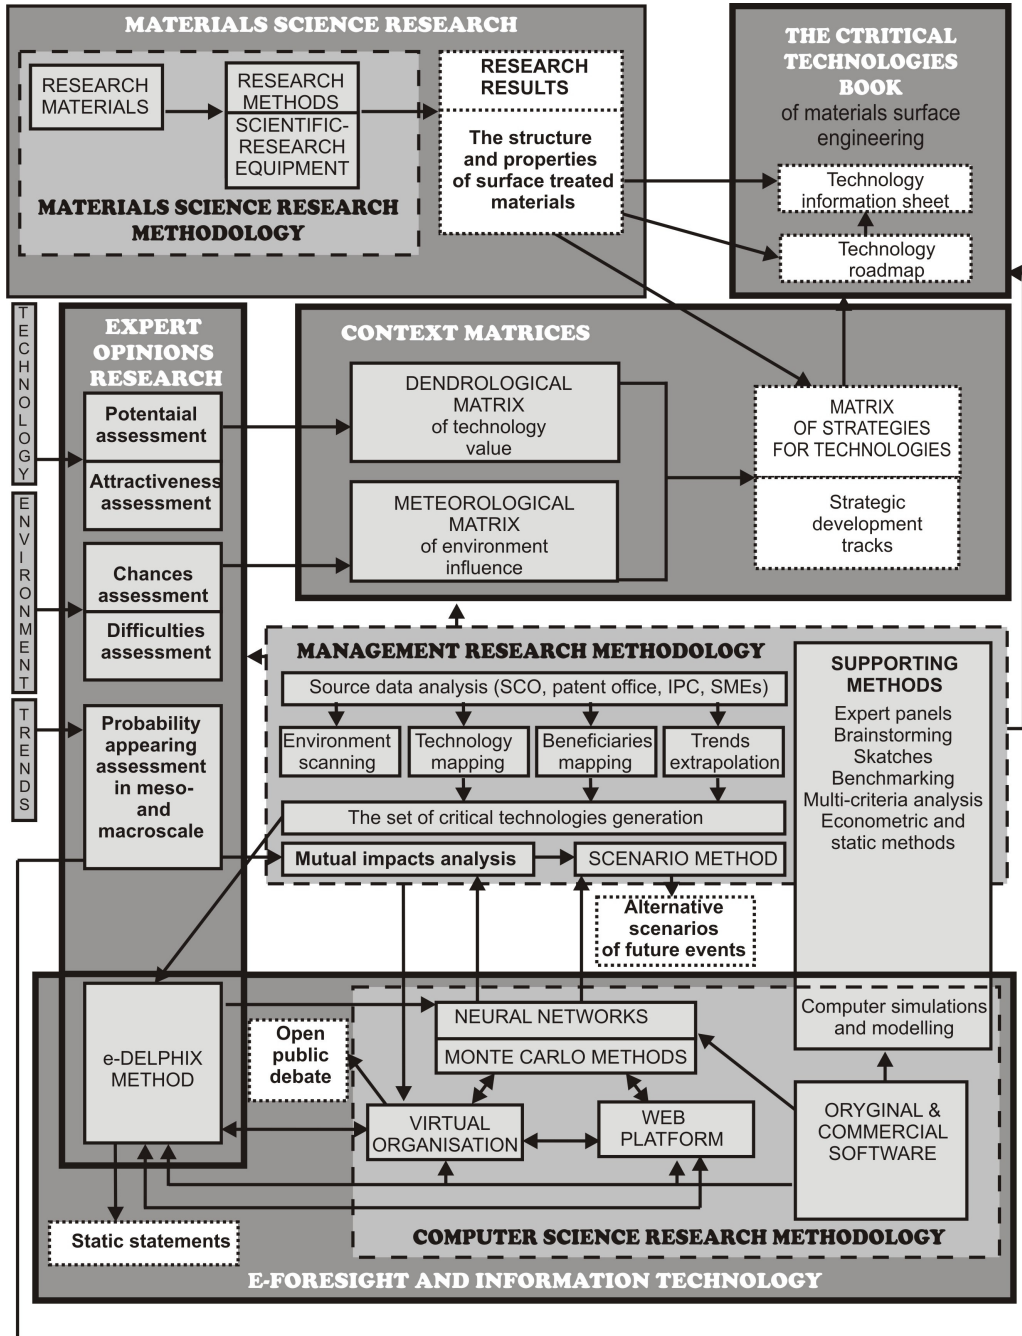 MATERIALS SCIENCE RESEARCH
RESEARCH
MATERIALS
RESEARCH
METHODS
SCIENTIFIC-
RESEARCH
EQUIPMENT
MATERIALS SCIENCE RESEARCH
METHODOLOGY
RESEARCH
RESULTS
The structure
and properties
of surface treated
materials
THE CTRITICAL
TECHNOLOGIES
BOOK
of materials surface
engineering
Technology
information sheet
Technology
roadmap
TECHNOLOGY
ENVIRONMENT
TRENDS
EXPERT
OPINIONS
RESEARCH
Potentaial
assessment
Attractiveness
assessment
Chances
assessment
Difficulties
assessment
Probability
appearing
assessment
in meso-
and
macroscale
CONTEXT MATRICES
DENDROLOGICAL
MATRIX
of technology
value
METEOROLOGICAL
MATRIX
of environment
influence
MATRIX
OF STRATEGIES
FOR TECHNOLOGIES
Strategic
development
tracks
MANAGEMENT RESEARCH METHODOLOGY
Source data analysis (SCO, patent office, IPC, SMEs)
Environment
scanning
Technology
mapping
Beneficiaries
mapping
Trends
extrapolation
The set of critical technologies generation
Mutual impacts analysis
SCENARIO METHOD
Alternative
scenarios
of future events
SUPPORTING
METHODS
Expert panels
Brainstorming
Skatches
Benchmarking
Multi-criteria analysis
Econometric and
static methods
Computer simulations
and modelling
e-DELPHIX
METHOD
Open
public
debate
NEURAL NETWORKS
MONTE CARLO METHODS
VIRTUAL
ORGANISATION
WEB
PLATFORM
ORYGINAL &
COMMERCIAL
SOFTWARE
Static statements
COMPUTER SCIENCE RESEARCH METHODOLOGY
E-FORESIGHT AND INFORMATION TECHNOLOGY